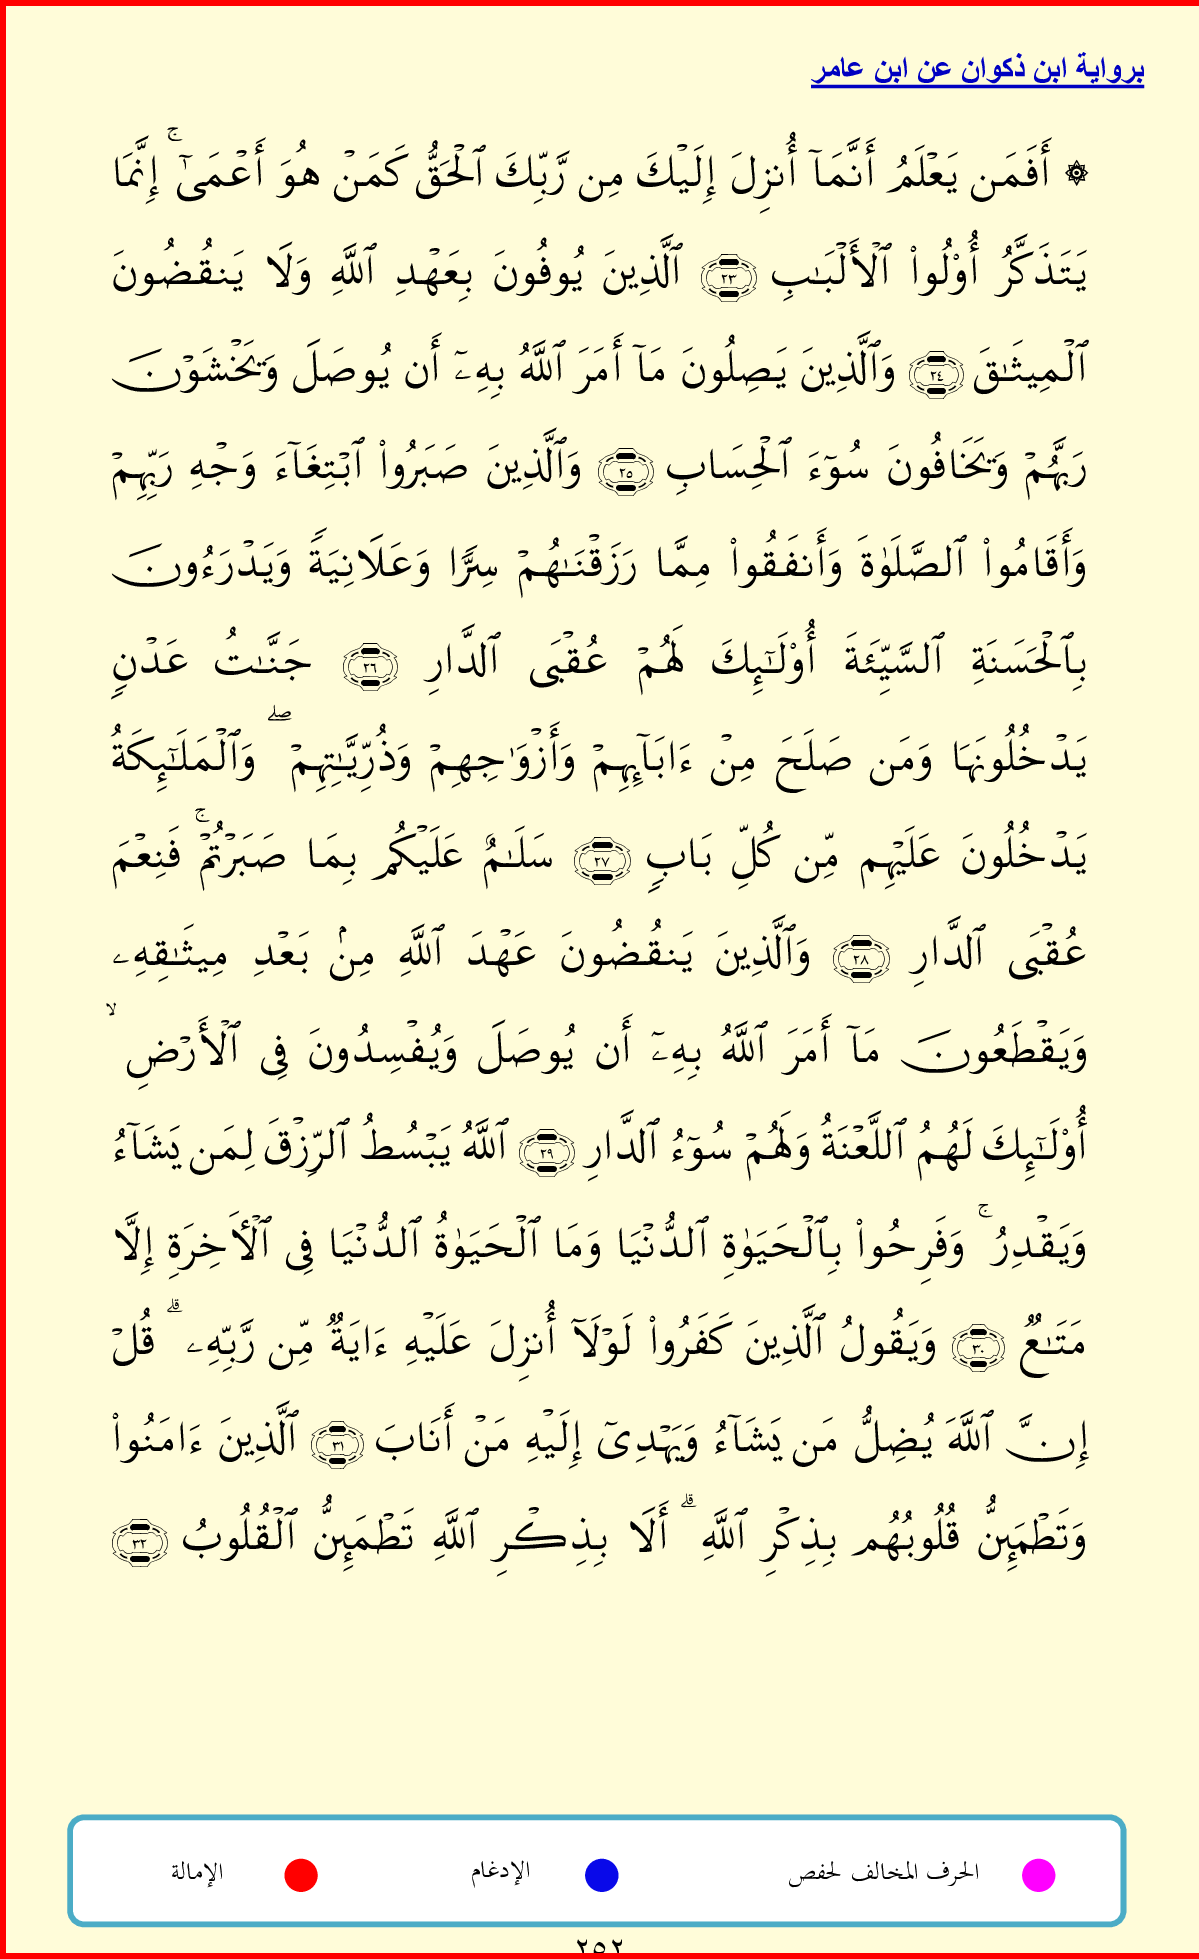 برواية ابن ذكوان عن ابن عامر
۞ أَفَمَن يَعۡلَمُ أَنَّمَآ أُنزِلَ إِلَيۡكَ مِن رَّبِّكَ ٱلۡحَقُّ كَمَنۡ هُوَ أَعۡمَىٰٓۚ إِنَّمَا
يَتَذَكَّرُ أُوْلُواْ ٱلۡأَلۡبَـٰبِ ٢٣ ٱلَّذِينَ يُوفُونَ بِعَهۡدِ ٱللَّهِ وَلَا يَنقُضُونَ
ٱلۡمِيثَـٰقَ ٢٤ وَٱلَّذِينَ يَصِلُونَ مَآ أَمَرَ ٱللَّهُ بِهِۦٓ أَن يُوصَلَ وَيَخۡشَوۡنَ
رَبَّهُمۡ وَيَخَافُونَ سُوٓءَ ٱلۡحِسَابِ ٢٥ وَٱلَّذِينَ صَبَرُواْ ٱبۡتِغَآءَ وَجۡهِ رَبِّهِمۡ
وَأَقَامُواْ ٱلصَّلَوٰةَ وَأَنفَقُواْ مِمَّا رَزَقۡنَـٰهُمۡ سِرًّا وَعَلَانِيَةً وَيَدۡرَءُونَ
بِٱلۡحَسَنَةِ ٱلسَّيِّئَةَ أُوْلَـٰٓئِكَ لَهُمۡ عُقۡبَى ٱلدَّارِ ٢٦ جَنَّـٰتُ عَدۡنٍ
يَدۡخُلُونَهَا وَمَن صَلَحَ مِنۡ ءَابَآئِهِمۡ وَأَزۡوَٰجِهِمۡ وَذُرِّيَّـٰتِهِمۡۖ وَٱلۡمَلَـٰٓئِكَةُ
يَدۡخُلُونَ عَلَيۡهِم مِّن كُلِّ بَابٍ ٢٧ سَلَـٰمٌ عَلَيۡكُم بِمَا صَبَرۡتُمۡۚ فَنِعۡمَ
عُقۡبَى ٱلدَّارِ ٢٨ وَٱلَّذِينَ يَنقُضُونَ عَهۡدَ ٱللَّهِ مِنۢ بَعۡدِ مِيثَـٰقِهِۦ
وَيَقۡطَعُونَ مَآ أَمَرَ ٱللَّهُ بِهِۦٓ أَن يُوصَلَ وَيُفۡسِدُونَ فِى ٱلۡأَرۡضِۙ
أُوْلَـٰٓئِكَ لَهُمُ ٱللَّعۡنَةُ وَلَهُمۡ سُوٓءُ ٱلدَّارِ ٢٩ ٱللَّهُ يَبۡسُطُ ٱلرِّزۡقَ لِمَن يَشَآءُ
وَيَقۡدِرُۚ وَفَرِحُواْ بِٱلۡحَيَوٰةِ ٱلدُّنۡيَا وَمَا ٱلۡحَيَوٰةُ ٱلدُّنۡيَا فِى ٱلۡأَخِرَةِ إِلَّا
مَتَـٰعٌ ٣٠ وَيَقُولُ ٱلَّذِينَ كَفَرُواْ لَوۡلَآ أُنزِلَ عَلَيۡهِ ءَايَةٌ مِّن رَّبِّهِۦۗ قُلۡ
إِنَّ ٱللَّهَ يُضِلُّ مَن يَشَآءُ وَيَهۡدِىٓ إِلَيۡهِ مَنۡ أَنَابَ ٣١ ٱلَّذِينَ ءَامَنُواْ
وَتَطۡمَئِنُّ قُلُوبُهُم بِذِكۡرِ ٱللَّهِۗ أَلَا بِذِكۡرِ ٱللَّهِ تَطۡمَئِنُّ ٱلۡقُلُوبُ ٣٢
الحرف المخالف لحفص الإدغام الإمالة
٢٥٢